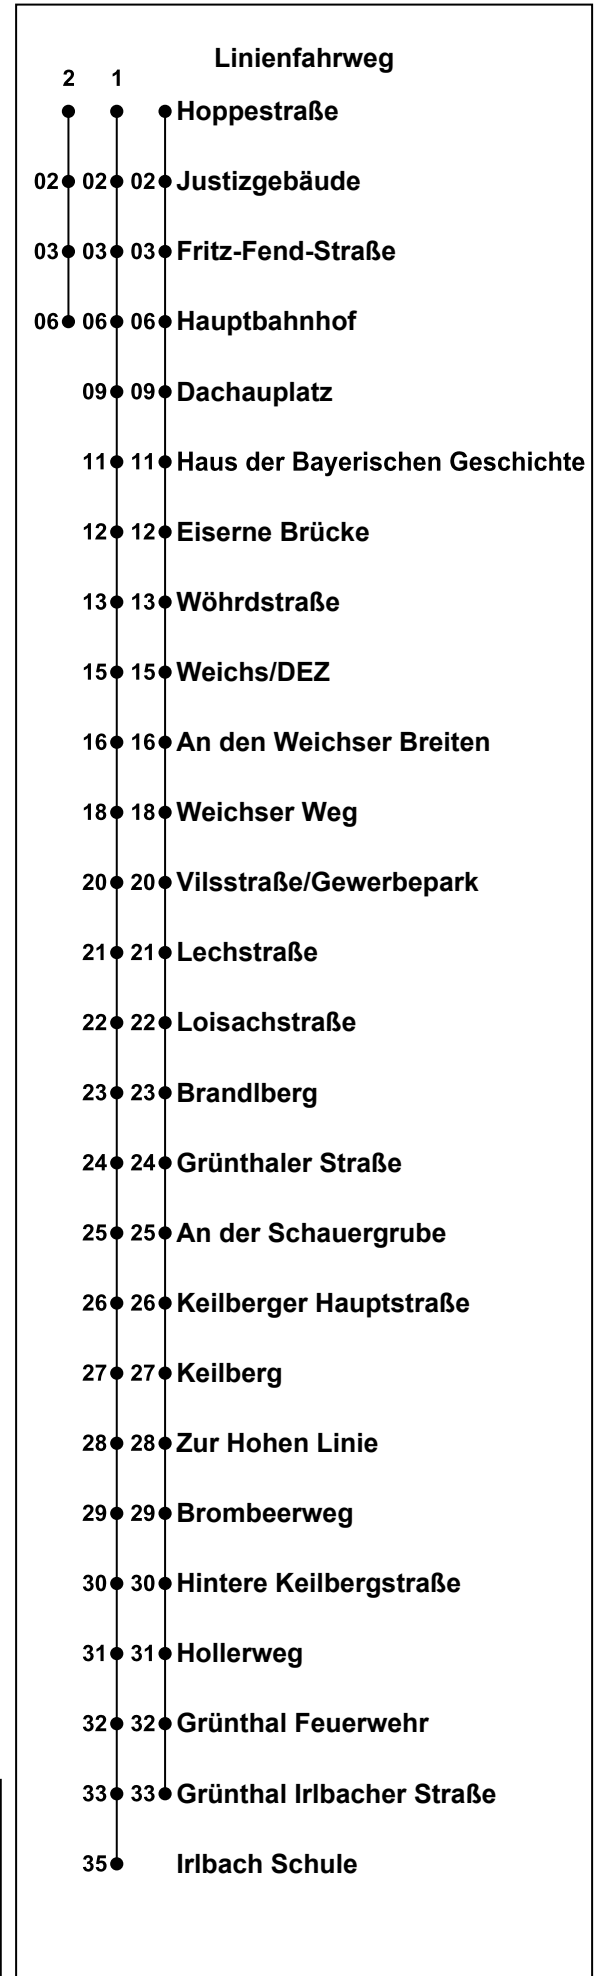 Linienfahrweg
2 1
Hoppestraße
02 02 02 Justizgebäude
03 03 03 Fritz-Fend-Straße
06 06 06 Hauptbahnhof
09 09 Dachauplatz
11 11 Haus der Bayerischen Geschichte
12 12 Eiserne Brücke
13 13 Wöhrdstraße
15 15 Weichs/DEZ
16 16 An den Weichser Breiten
18 18 Weichser Weg
20 20 Vilsstraße/Gewerbepark
21 21 Lechstraße
22 22 Loisachstraße
23 23 Brandlberg
24 24 Grünthaler Straße
25 25 An der Schauergrube
26 26 Keilberger Hauptstraße
27 27 Keilberg
28 28 Zur Hohen Linie
29 29 Brombeerweg
30 30 Hintere Keilbergstraße
31 31 Hollerweg
32 32 Grünthal Feuerwehr
33 33 Grünthal Irlbacher Straße
35 Irlbach Schule